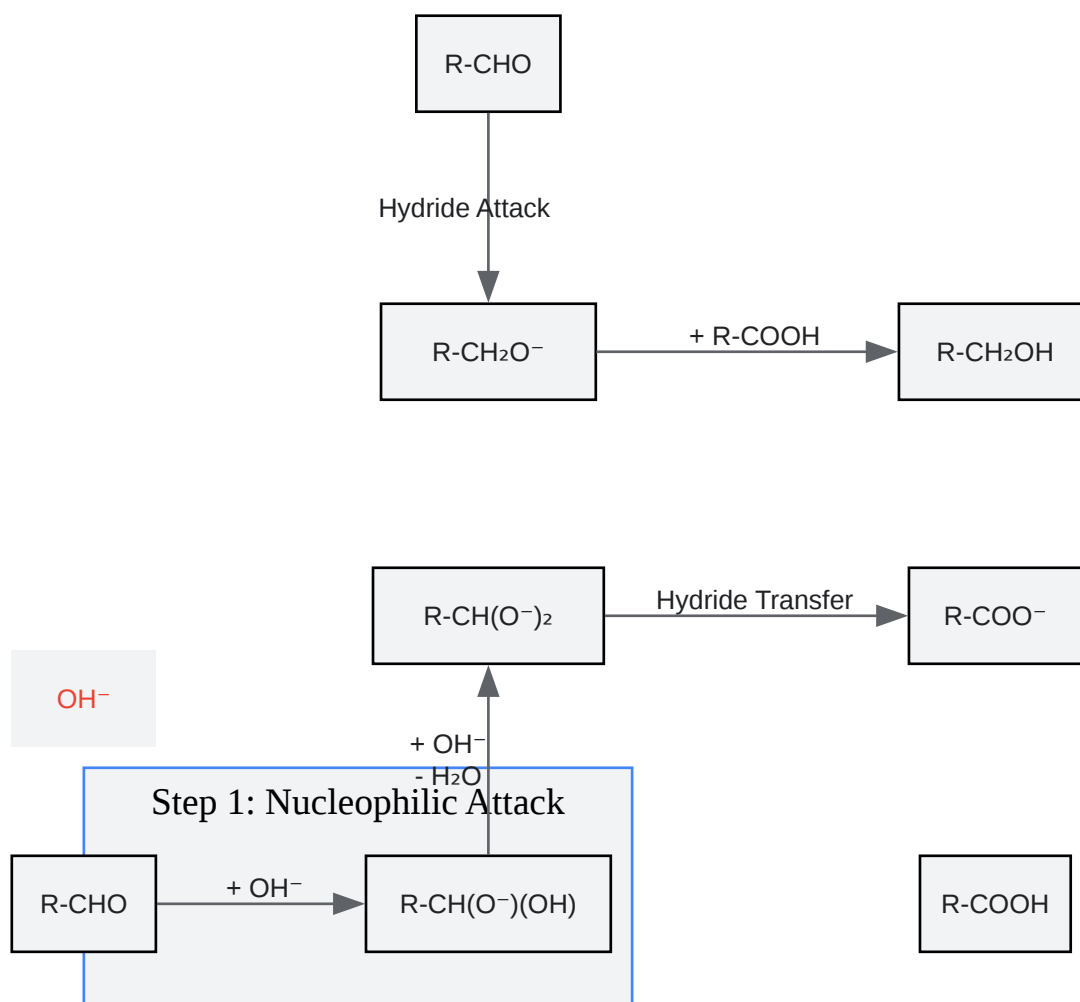 R-CHO
Hydride Attack
R-CH₂O⁻
+ R-COOH
R-CH₂OH
R-CH(O⁻)₂
Hydride Transfer
R-COO⁻
OH⁻
+ OH⁻
- H₂O
Step 1: Nucleophilic Attack
R-CHO
+ OH⁻
R-CH(O⁻)(OH)
R-COOH